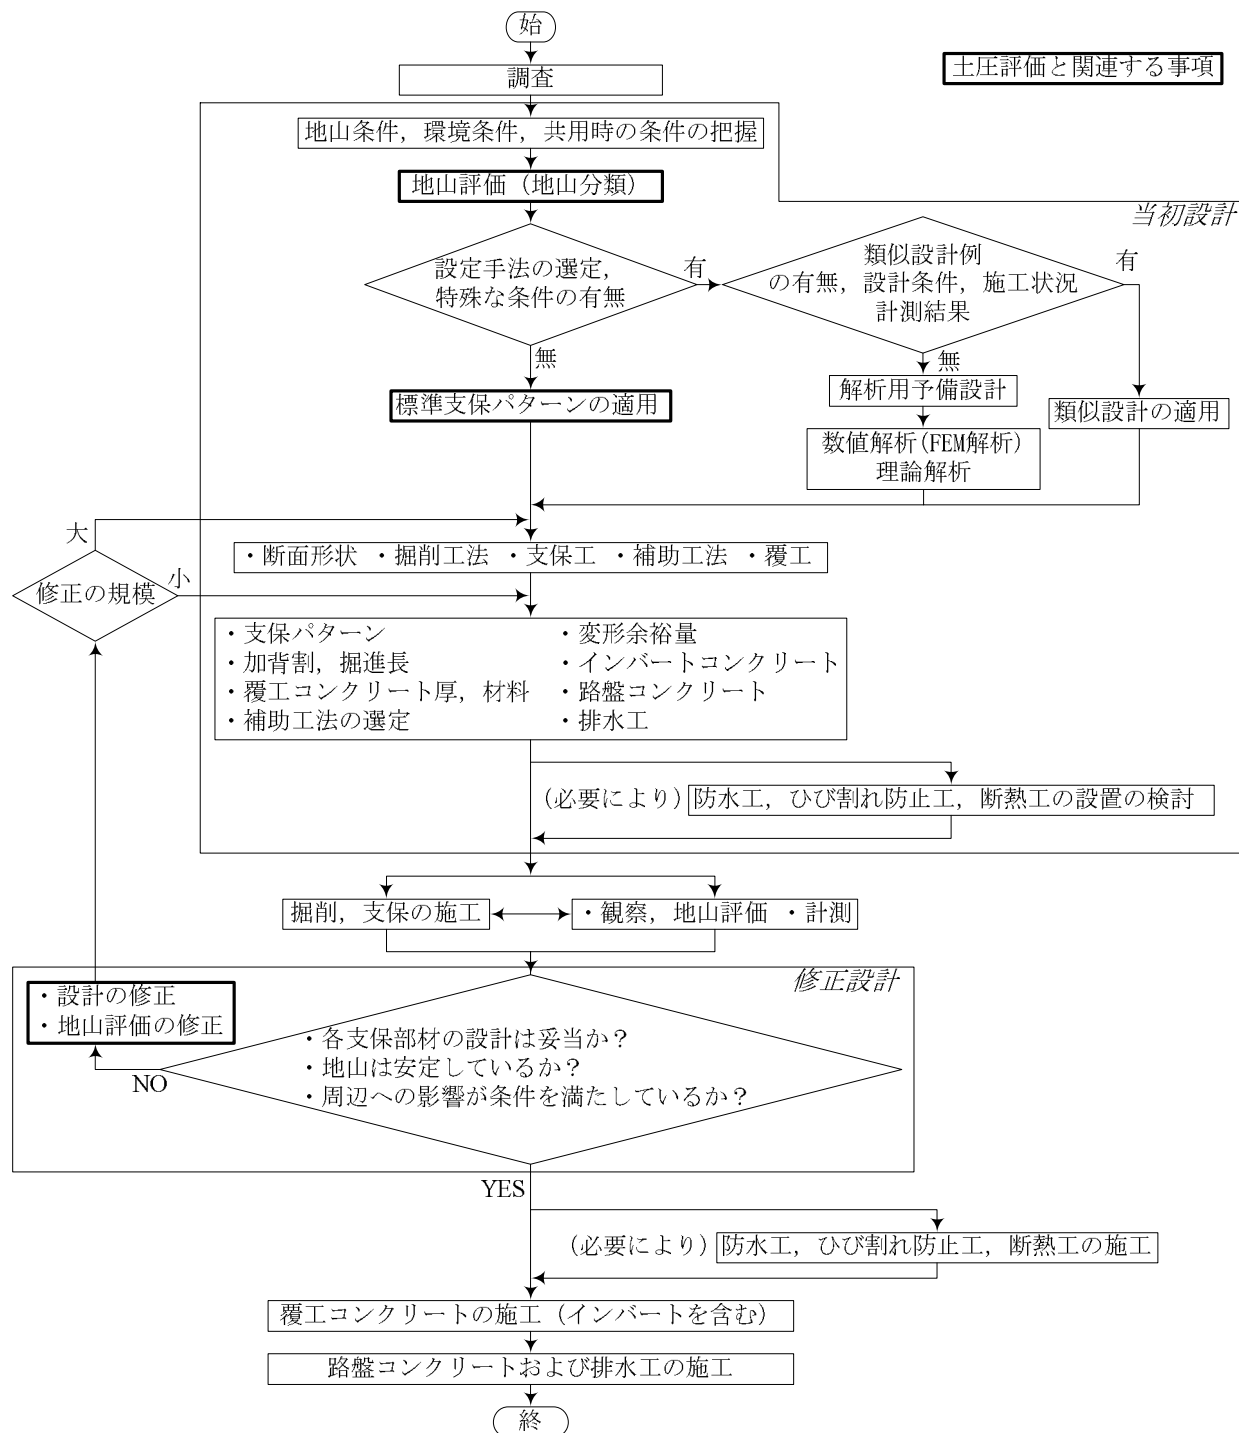 始
調査
土圧評価と関連する事項
地山条件，環境条件，共用時の条件の把握
地山評価（地山分類）
当初設計
設定手法の選定，
特殊な条件の有無
有
類似設計例
の有無，設計条件，施工状況
計測結果
有
無
無
標準支保パターンの適用
解析用予備設計
類似設計の適用
数値解析(FEM解析)
理論解析
大
・断面形状 ・掘削工法 ・支保工 ・補助工法 ・覆工
修正の規模
小
・支保パターン
・加背割，掘進長
・覆工コンクリート厚，材料
・補助工法の選定
・変形余裕量
・インバートコンクリート
・路盤コンクリート
・排水工
（必要により）防水工，ひび割れ防止工，断熱工の設置の検討
掘削，支保の施工
・観察，地山評価 ・計測
修正設計
・設計の修正
・地山評価の修正
・各支保部材の設計は妥当か？
・地山は安定しているか？
・周辺への影響が条件を満たしているか？
NO
YES
（必要により）防水工，ひび割れ防止工，断熱工の施工
覆工コンクリートの施工（インバートを含む）
路盤コンクリートおよび排水工の施工
終